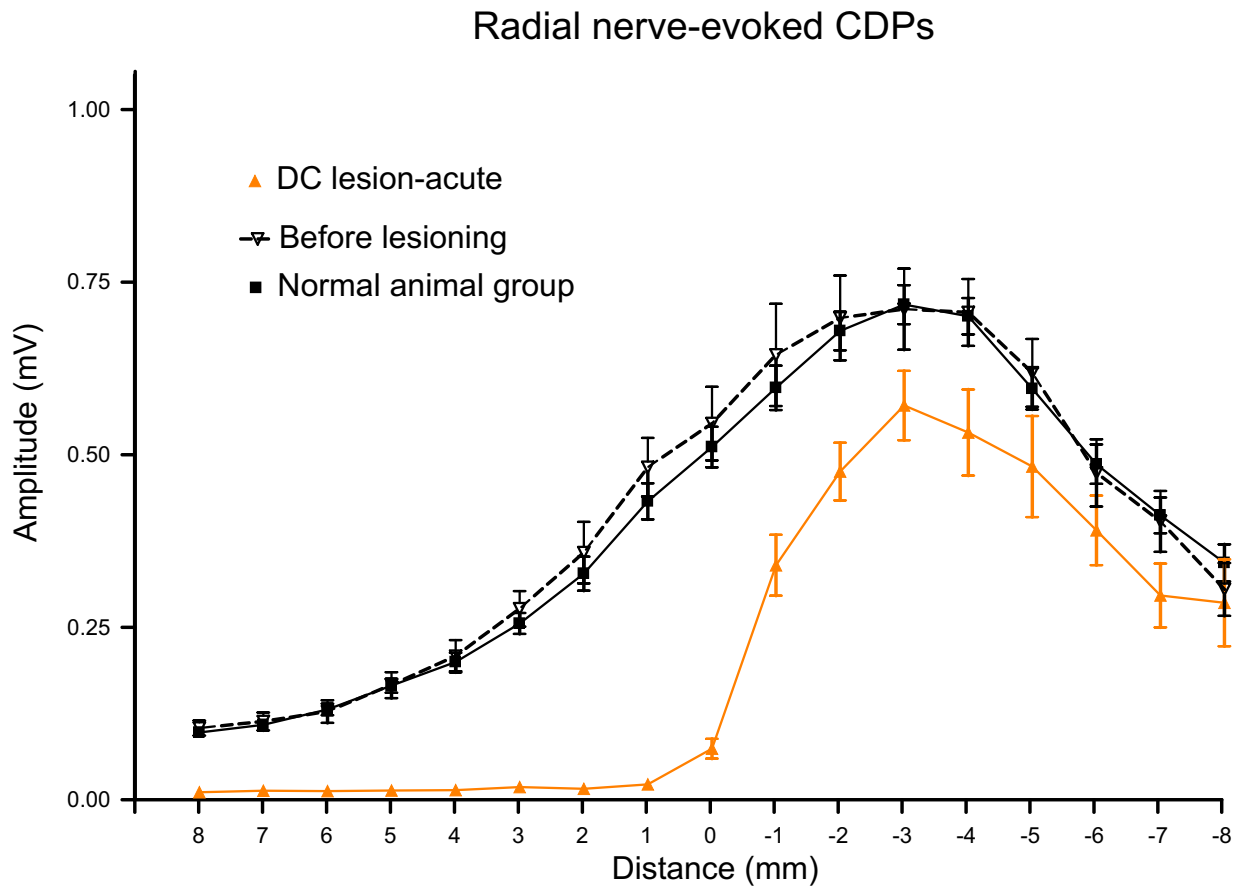 Radial nerve-evoked CDPs
1.00
0.75
0.50
0.25
0.00
Amplitude (mV)
DC lesion-acute
Before lesioning
Normal animal group
8 7 6 5 4 3 2 1 0 -1 -2 -3 -4 -5 -6 -7 -8
Distance (mm)